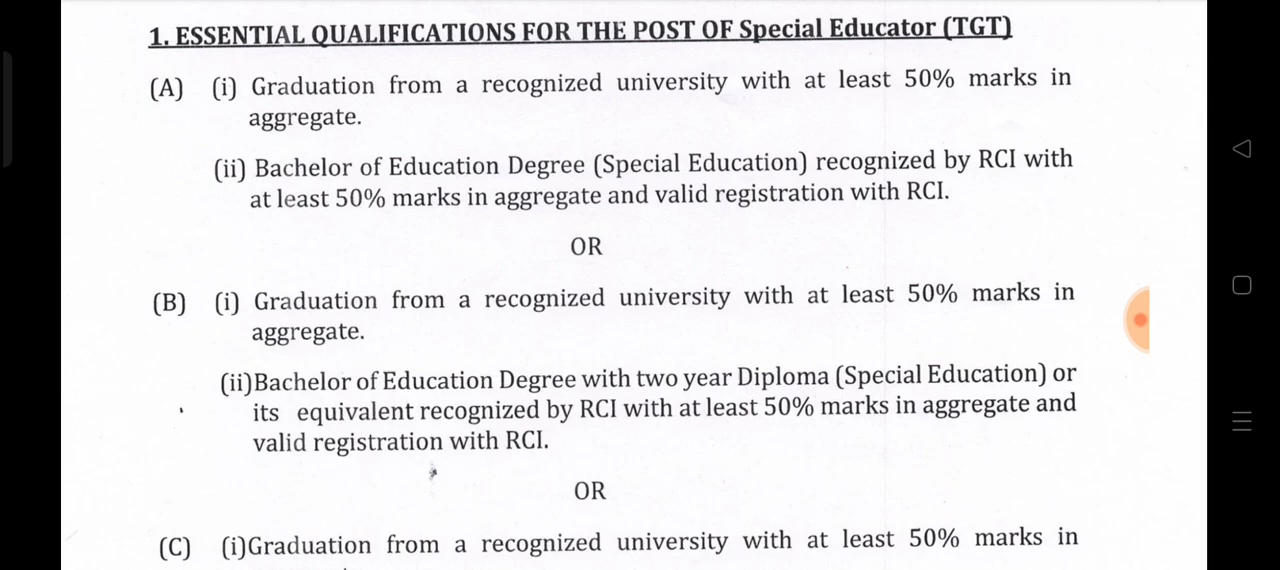 1. ESSENTIAL QUALIFICATIONS FOR THE POST OF Special Educator (TGT)
(A) (i) Graduation from a recognized university with at least 50% marks in
aggregate.
(ii) Bachelor of Education Degree (Special Education) recognized by RCI with
at least 50% marks in aggregate and valid registration with RCI.
OR
(B) (i) Graduation from a recognized university with at least 50% marks in
aggregate.
(ii)Bachelor of Education Degree with two year Diploma (Special Education) or
its equivalent recognized by RCI with at least 50% marks in aggregate and
valid registration with RCI.
OR
(C) (i)Graduation from a recognized university with at least 50% marks in